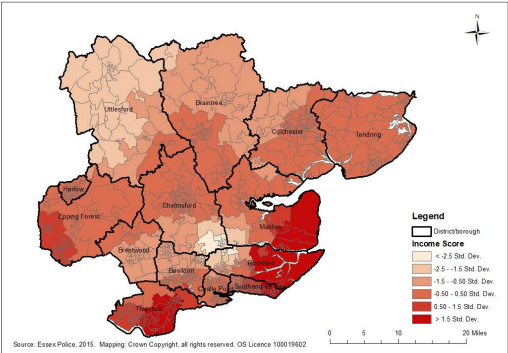 N
Uttlesford
Braintree
Colchester
Tendring
Harlow
Epping Forest
Chelmsford
Maldon
Brentwood
Basildon
Rochford
Castle Point
Southend-on-Sea
Thurrock
Legend
District/borough
Income Score
< -2.5 Std. Dev.
-2.5 - -1.5 Std. Dev.
-1.5 - -0.50 Std. Dev.
-0.50 - 0.50 Std. Dev.
0.50 - 1.5 Std. Dev.
> 1.5 Std. Dev.
0 5 10 20 Miles
Source: Essex Police, 2015. Mapping: Crown Copyright, all rights reserved. OS Licence 100019602